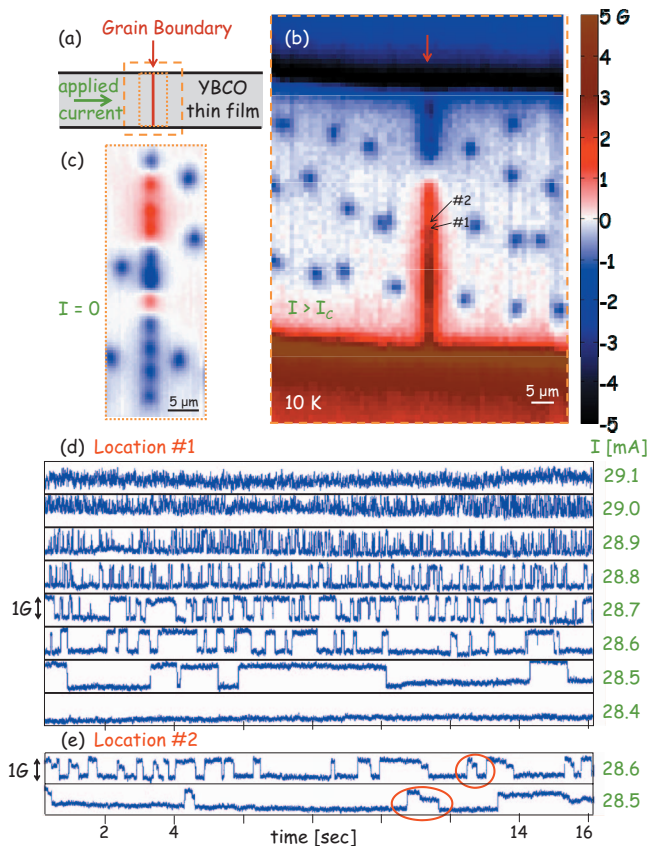 (a)
Grain Boundary
applied
current
YBCO
thin film
(b)
#2
#1
I > I_C
10 K
5 μm
5 G
4
3
2
1
0
-1
-2
-3
-4
-5
(c)
I = 0
5 μm
(d) Location #1
I [mA]
29.1
29.0
28.9
28.8
1G
28.7
28.6
28.5
28.4
(e) Location #2
1G
28.6
28.5
2
4
time [sec]
14
16